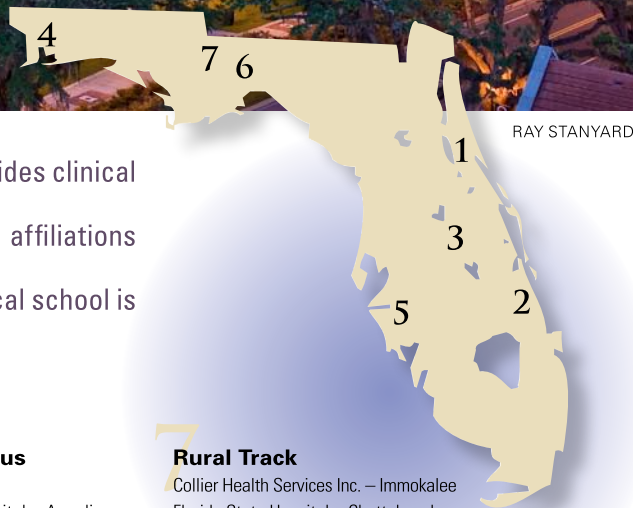 4
7 6
RAY STANYARD
1
ides clinical
affiliations
3
cal school is
2
5
7
us
Rural Track
Collier Health Services Inc. – Immokalee